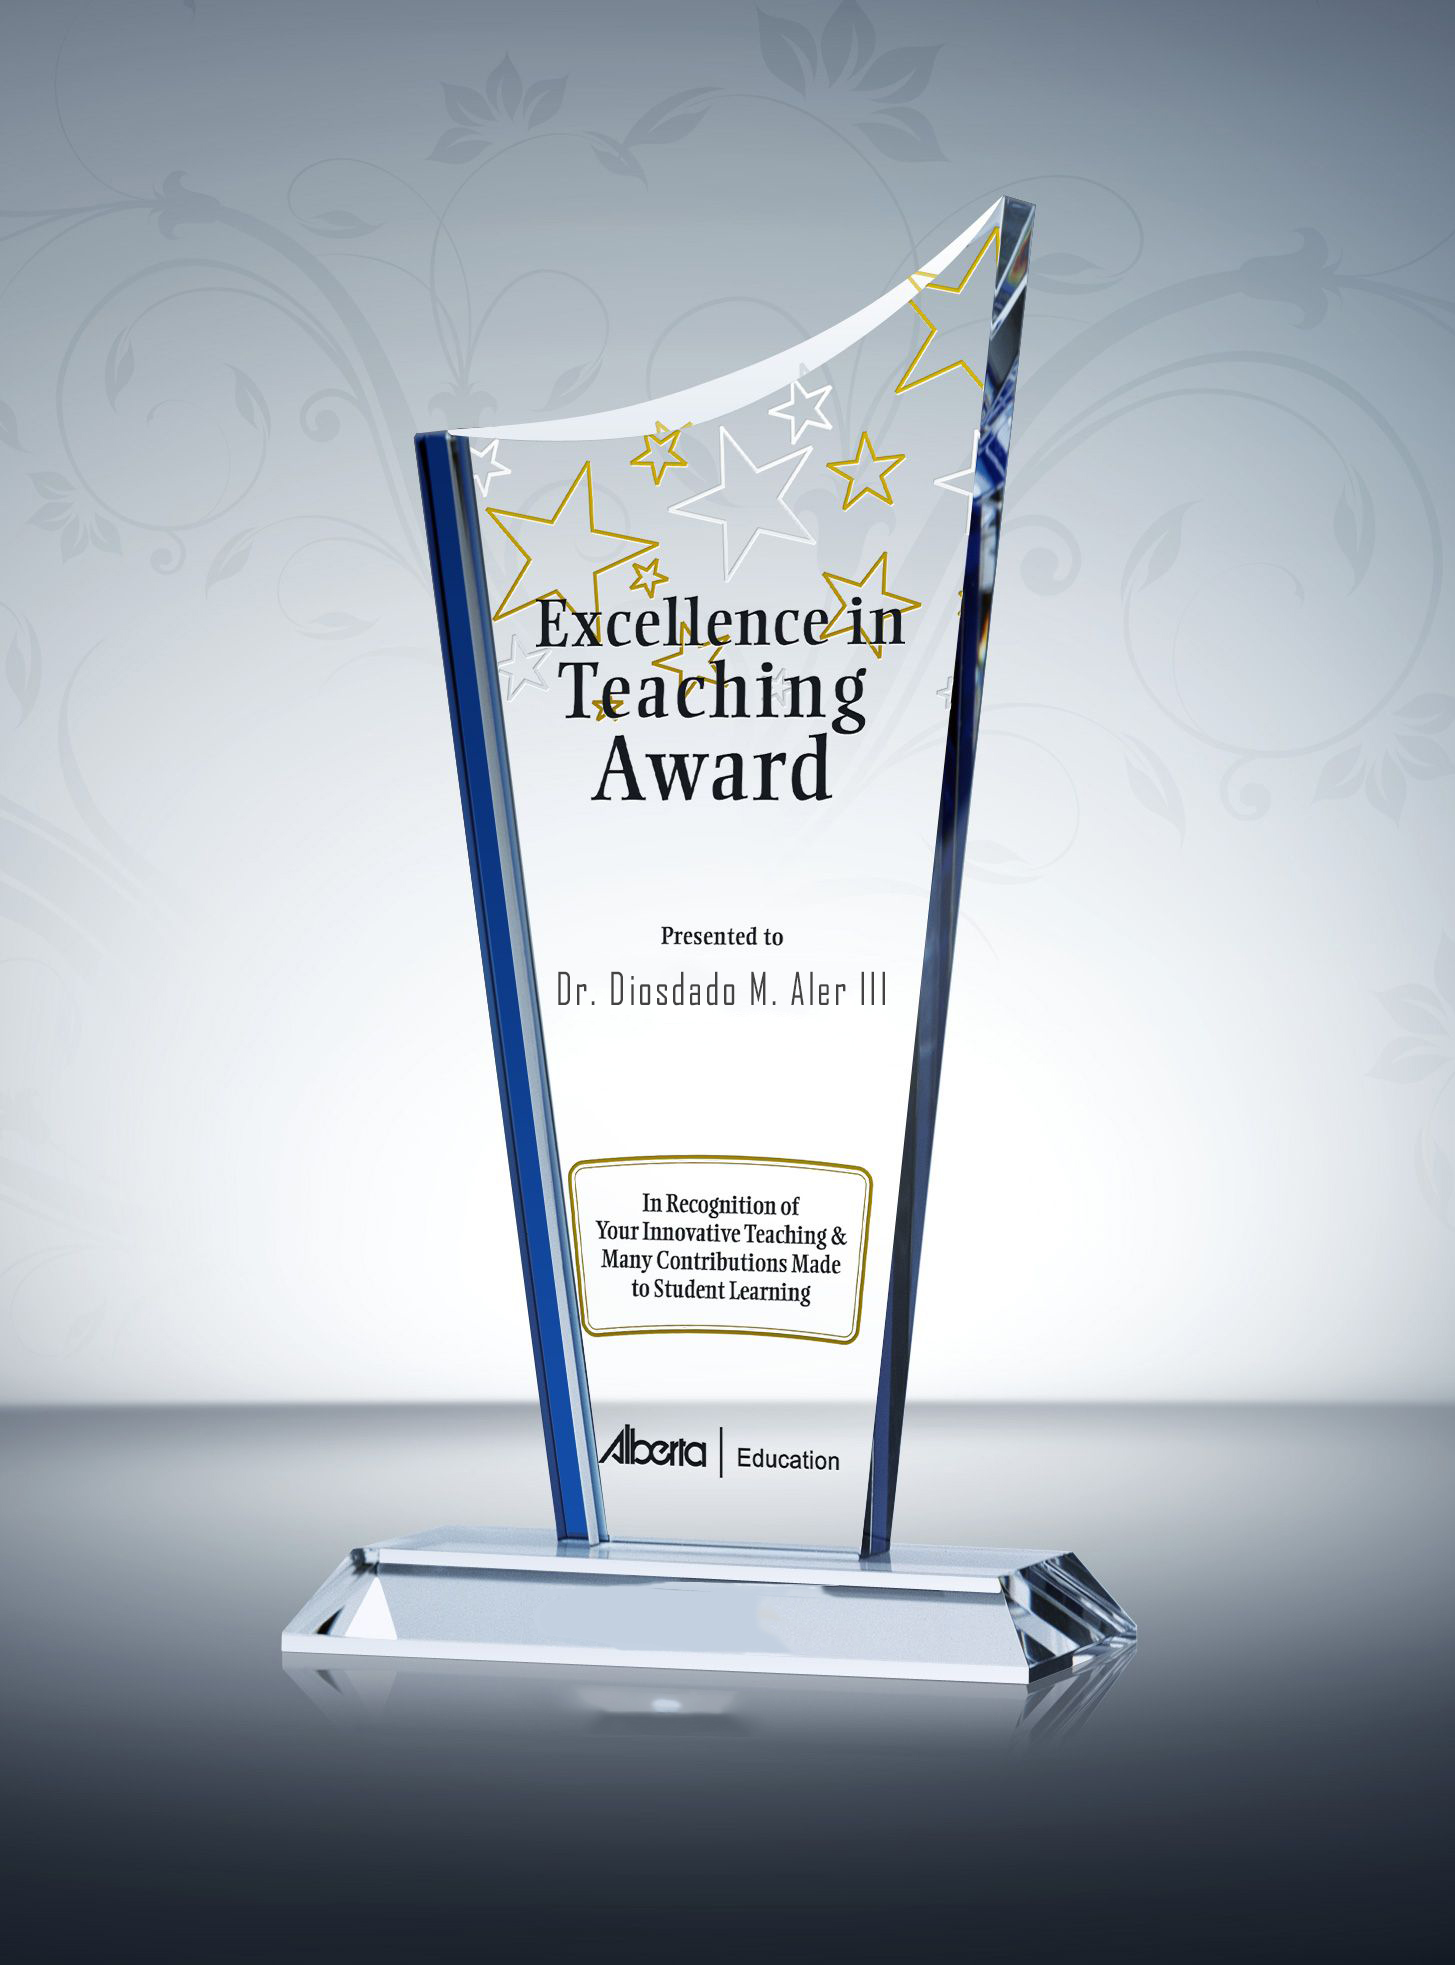 Excellence in
Teaching
Award
Presented to
Dr. Diosdado M. Aler III
In Recognition of
Your Innovative Teaching &
Many Contributions Made
to Student Learning
Alberta | Education